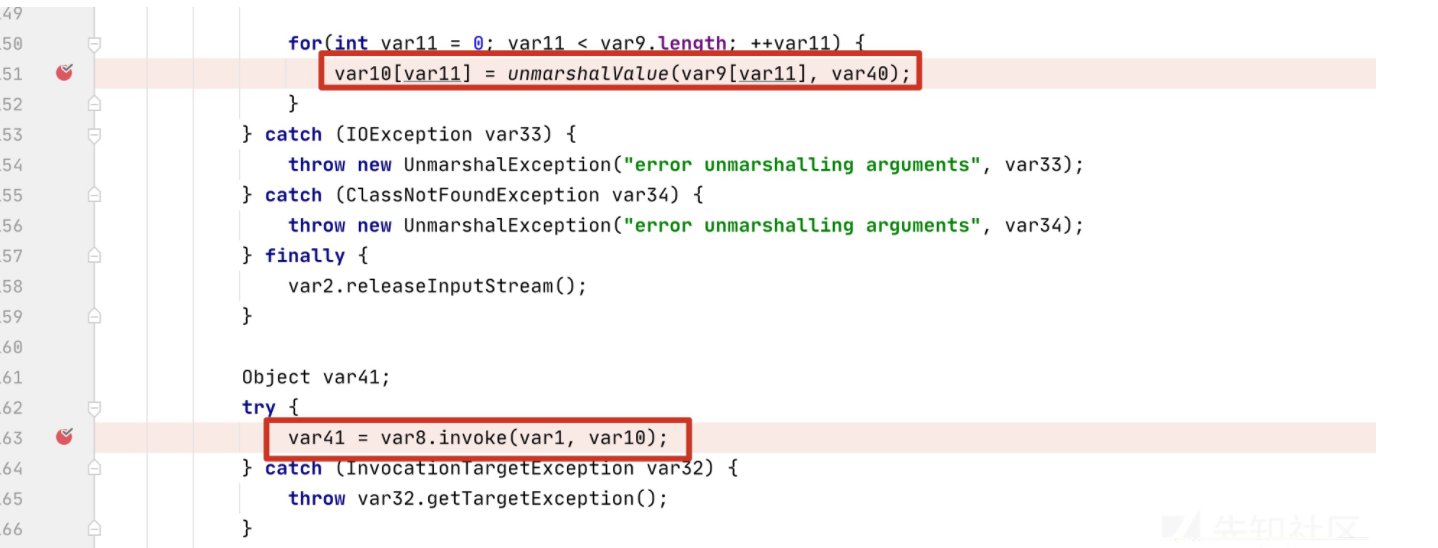 49
50 for(int var11 = 0; var11 < var9.length; ++var11) {
51 var10[var11] = unmarshalValue(var9[var11], var40);
52 }
53 } catch (IOException var33) {
54 throw new UnmarshalException("error unmarshalling arguments", var33);
55 } catch (ClassNotFoundException var34) {
56 throw new UnmarshalException("error unmarshalling arguments", var34);
57 } finally {
58 var2.releaseInputStream();
59 }
60
61 Object var41;
62 try {
63 var41 = var8.invoke(var1, var10);
64 } catch (InvocationTargetException var32) {
65 throw var32.getTargetException();
66 }
先知社区